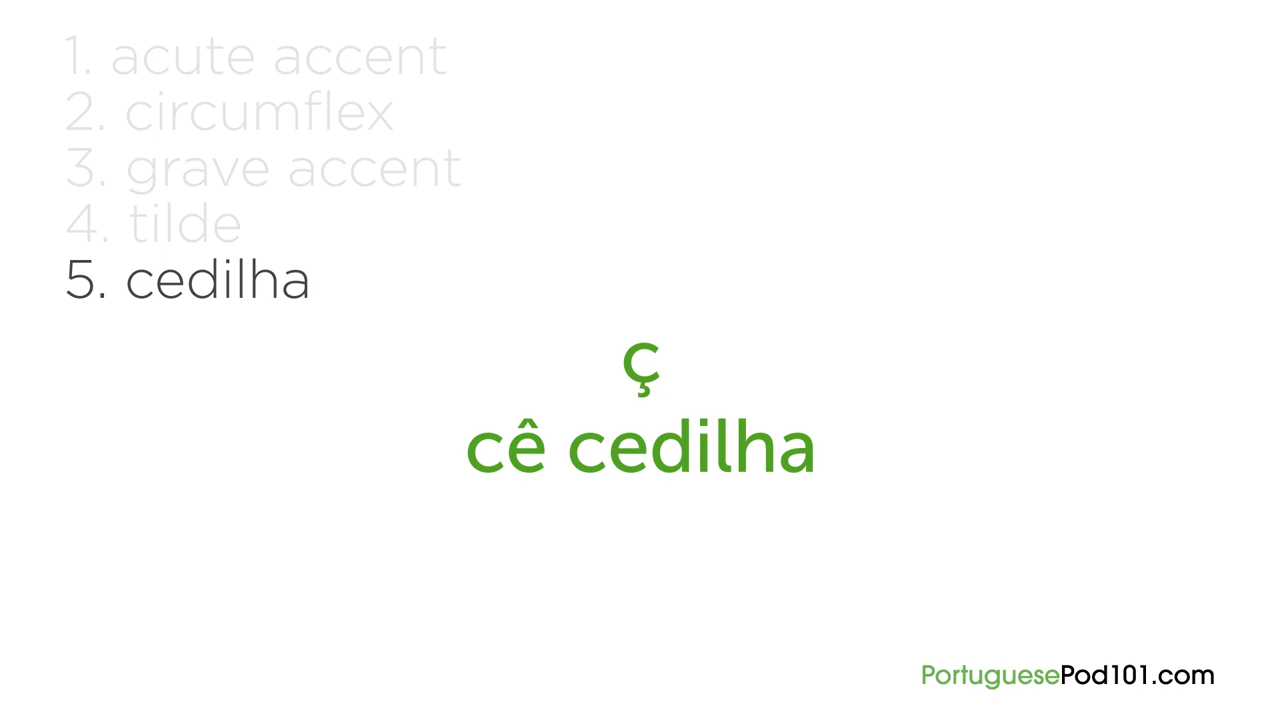 1. acute accent
2. circumflex
3. grave accent
4. tilde
5. cedilha
ç
cê cedilha
PortuguesePod101.com